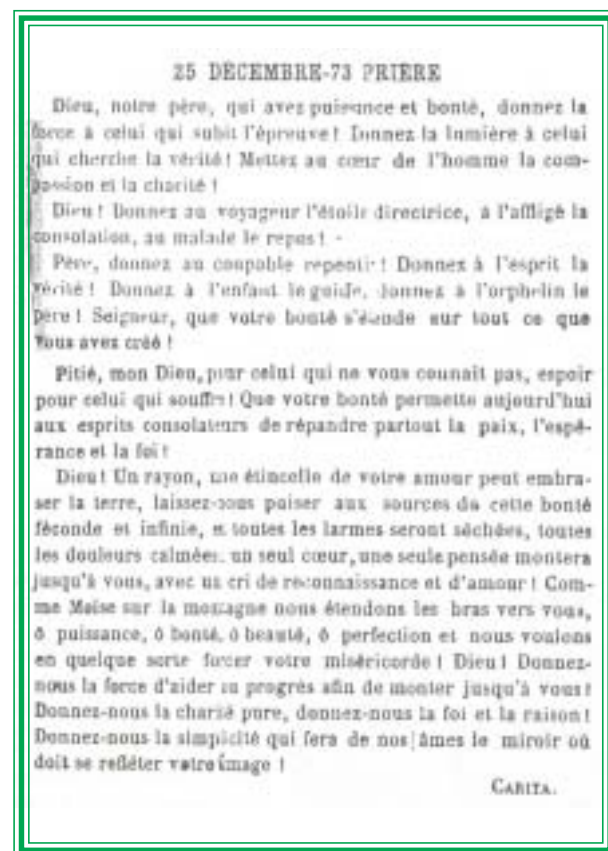 25 DÉCEMBRE-73 PRIÈRE
Dieu, notre père, qui avez puissance et bonté, donnez la
force à celui qui subit l'épreuve! Donnez la lumière à celui
qui cherche la vérité! Mettez au cœur de l'homme la com-
passion et la charité!
Dieu! Donnez au voyageur l'étoile directrice, à l'affligé la
consolation, au malade le repos! -
Père, donnez au coupable repentir! Donnez à l'esprit la
vérité! Donnez à l'enfant le guide, donnez à l'orphelin le
père! Seigneur, que votre bonté s'étende sur tout ce que
vous avez créé!
Pitié, mon Dieu, pour celui qui ne vous connait pas, espoir
pour celui qui souffre! Que votre bonté permette aujourd'hui
aux esprits consolateurs de répandre partout la paix, l'espé-
rance et la foi!
Dieu! Un rayon, une étincelle de votre amour peut embra-
ser la terre, laissez-nous puiser aux sources de cette bonté
féconde et infinie, et toutes les larmes seront séchées, toutes
les douleurs calmées. un seul cœur, une seule pensée montera
jusqu'à vous, avec un cri de reconnaissance et d'amour! Com-
me Moïse sur la montagne nous étendons les bras vers vous,
ô puissance, ô bonté, ô beauté, ô perfection et nous voulons
en quelque sorte forcer votre miséricorde! Dieu! Donnez-
nous la force d'aider au progrès afin de monter jusqu'à vous!
Donnez-nous la charité pure, donnez-nous la foi et la raison!
Donnez-nous la simplicité qui fera de nos âmes le miroir où
doit se refléter votre image!
CARITA.